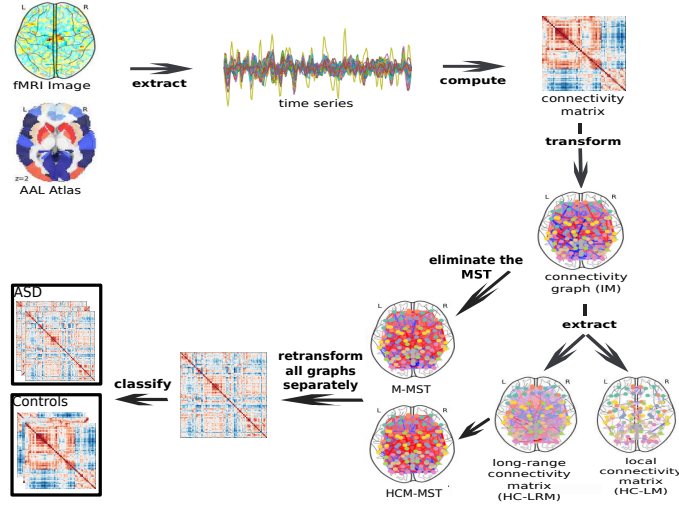 L R
fMRI Image
extract
time series
compute
connectivity
matrix
L R
z=2
AAL Atlas
transform
L R
connectivity
graph (IM)
eliminate the
MST
extract
L R
M-MST
L R
long-range
connectivity
matrix
(HC-LRM)
L R
local
connectivity
matrix
(HC-LM)
L R
HCM-MST
retransform
all graphs
separately
classify
ASD
Controls